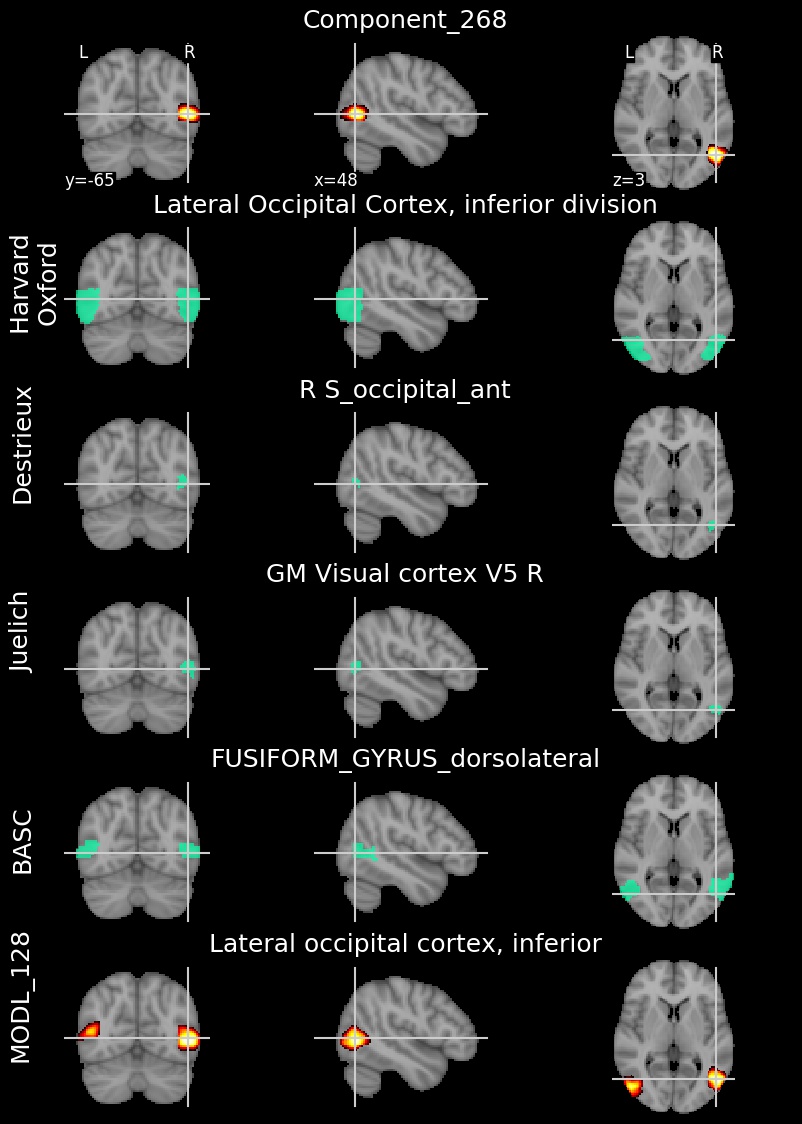 Component_268
L R L R
y=-65 x=48 z=3
Lateral Occipital Cortex, inferior division
Harvard
Oxford
R S_occipital_ant
Destrieux
GM Visual cortex V5 R
Juelich
FUSIFORM_GYRUS_dorsolateral
BASC
Lateral occipital cortex, inferior
MODL_128